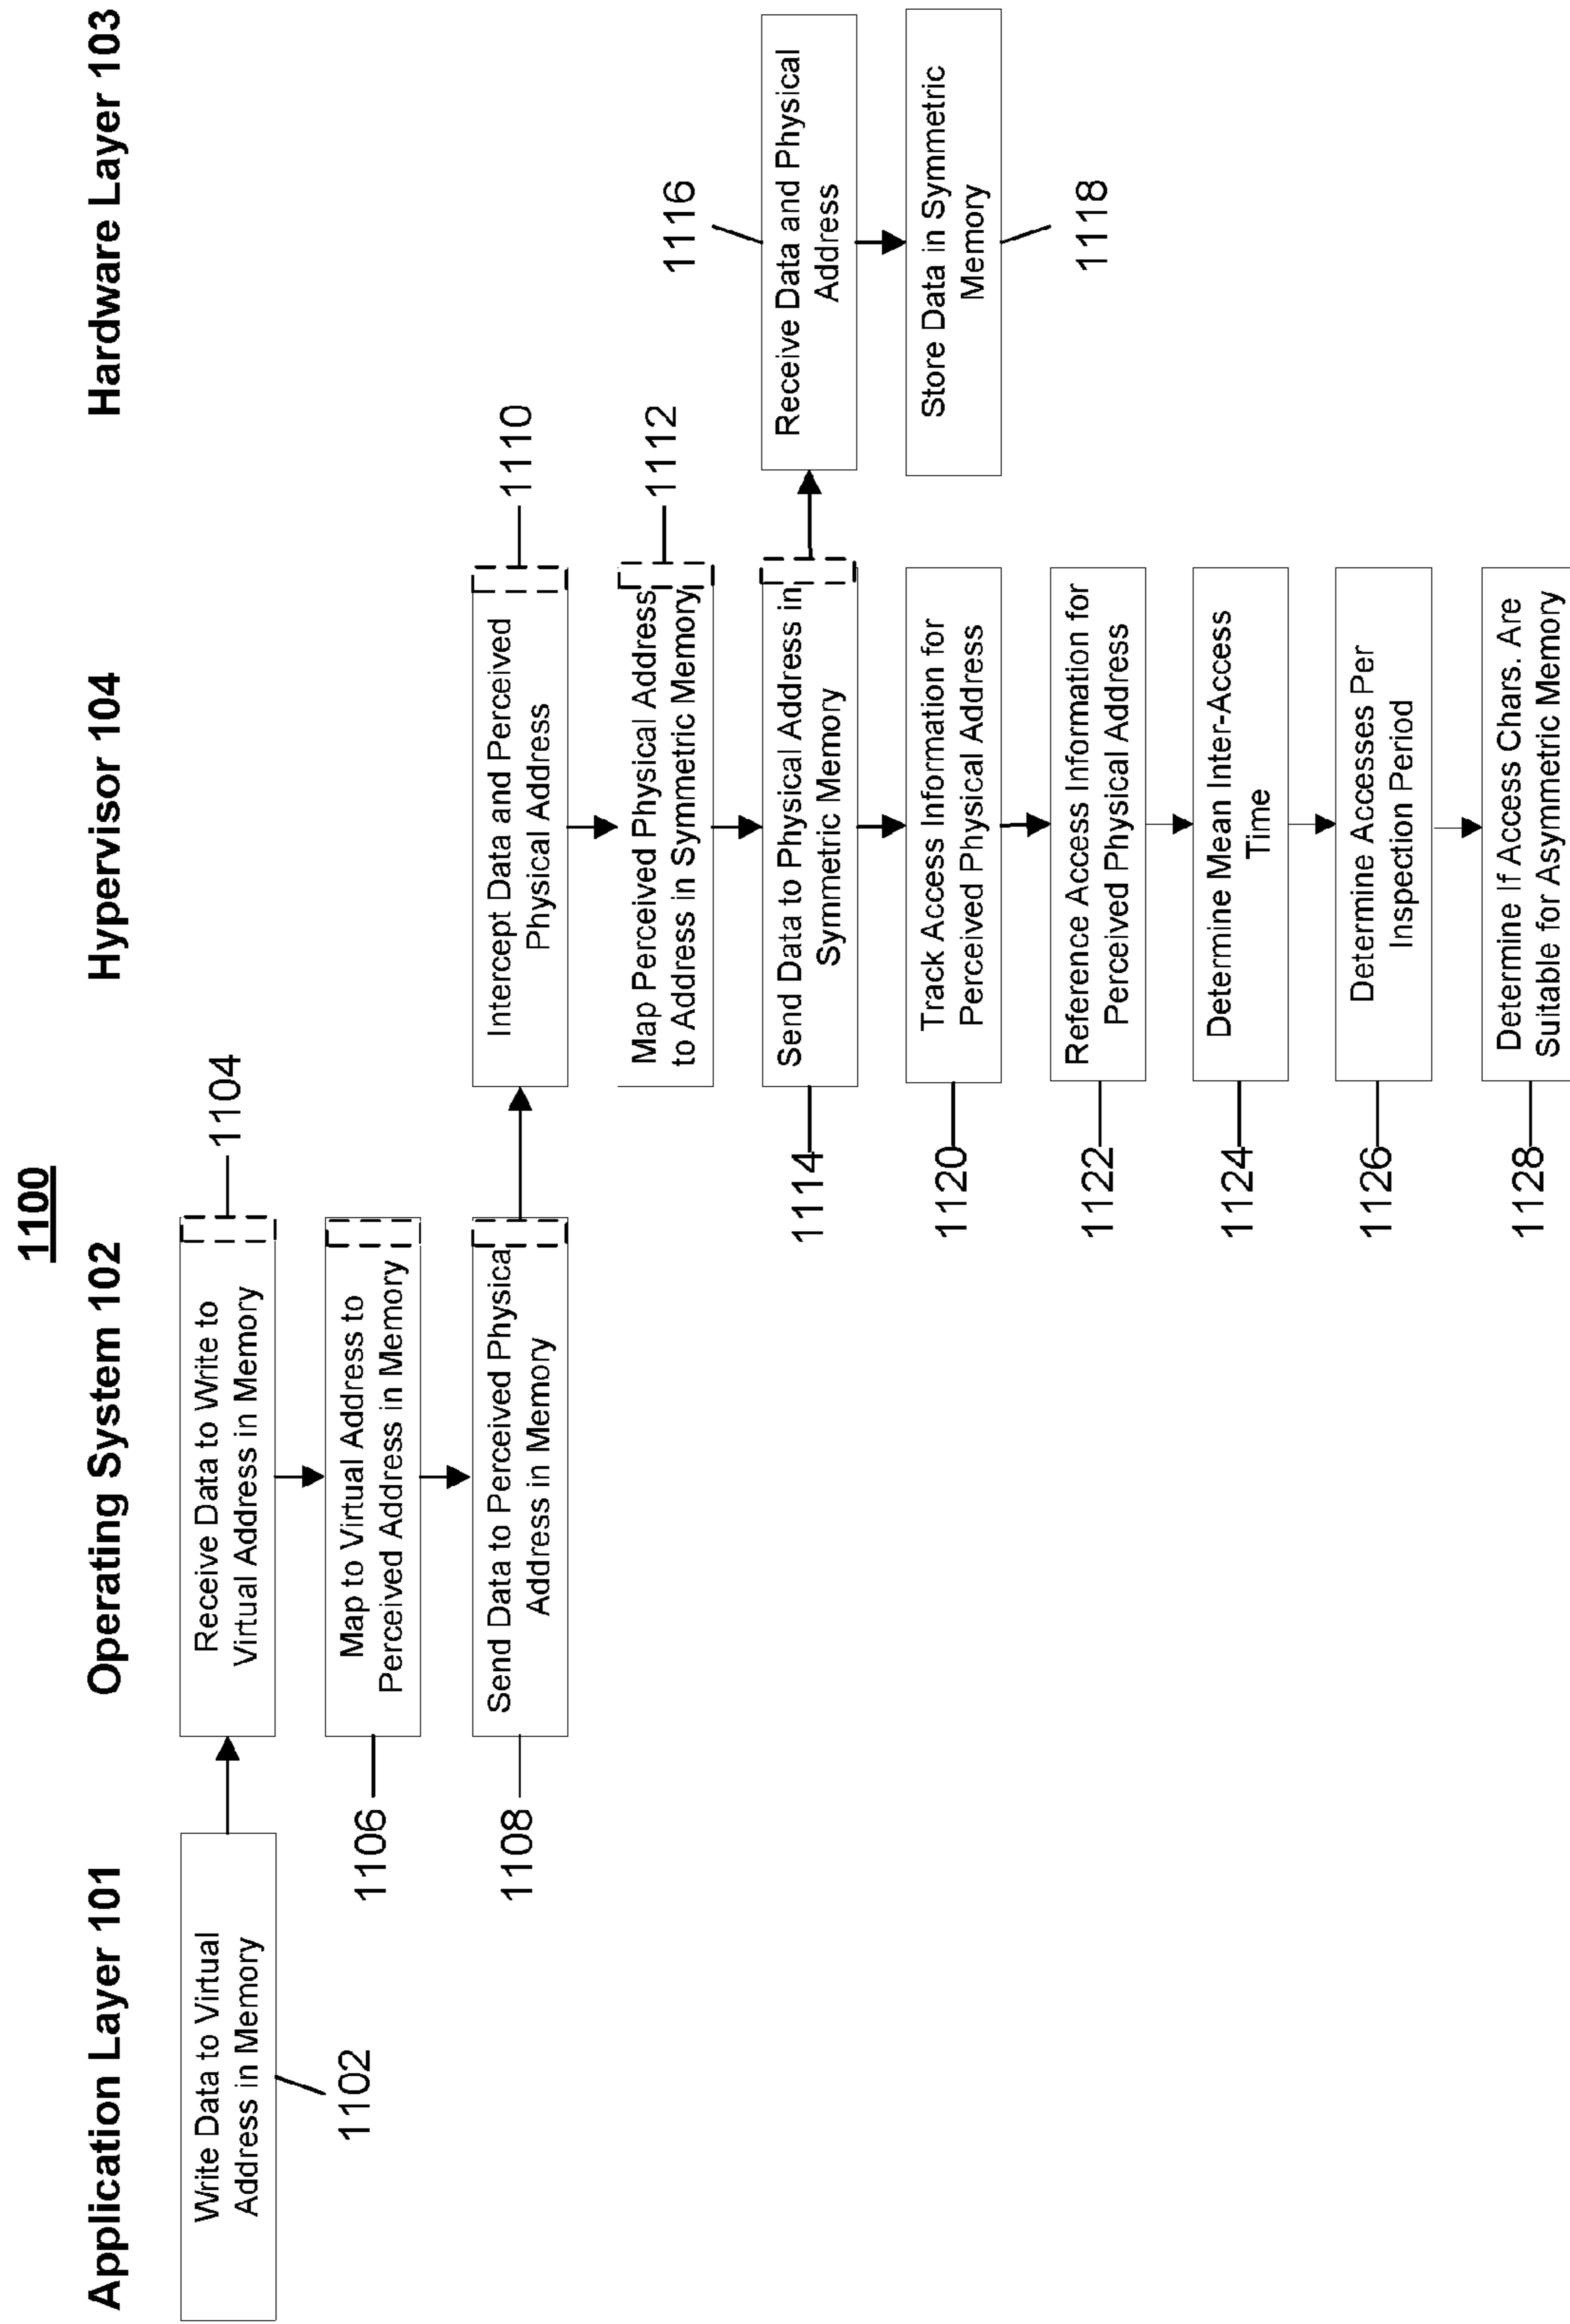 1100
Application Layer 101
Operating System 102
Hypervisor 104
Hardware Layer 103
Write Data to Virtual
Address in Memory
1102
Receive Data to Write to
Virtual Address in Memory
1104
Map to Virtual Address to
Perceived Address in Memory
1106
Send Data to Perceived Physica
Address in Memory
1108
Intercept Data and Perceived
Physical Address
1110
Map Perceived Physical Address
to Address in Symmetric Memory
1112
Send Data to Physical Address in
Symmetric Memory
1114
Receive Data and Physical
Address
1116
Store Data in Symmetric
Memory
1118
Track Access Information for
Perceived Physical Address
1120
Reference Access Information for
Perceived Physical Address
1122
Determine Mean Inter-Access
Time
1124
Determine Accesses Per
Inspection Period
1126
Determine If Access Chars. Are
Suitable for Asymmetric Memory
1128